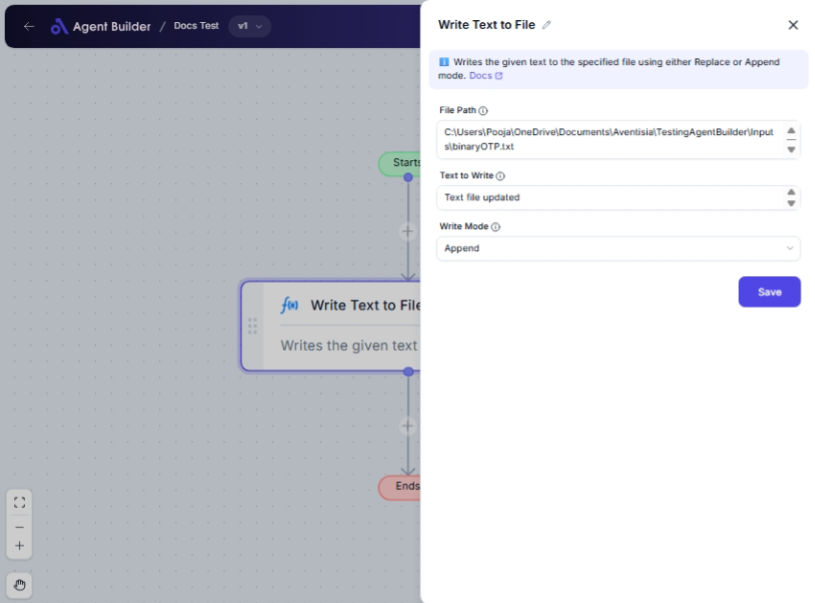 Agent Builder / Docs Test v1
Starts
Write Text to File
Writes the given text
Ends
Write Text to File
Writes the given text to the specified file using either Replace or Append
mode. Docs
File Path
C:\Users\Pooja\OneDrive\Documents\Aventisia\TestingAgentBuilder\Input
s\binaryOTP.txt
Text to Write
Text file updated
Write Mode
Append
Save